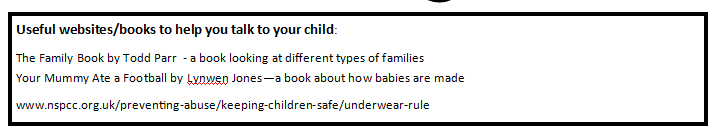 Useful websites/books to help you talk to your child:
The Family Book by Todd Parr - a book looking at different types of families
Your Mummy Ate a Football by Lynwen Jones—a book about how babies are made
www.nspcc.org.uk/preventing-abuse/keeping-children-safe/underwear-rule